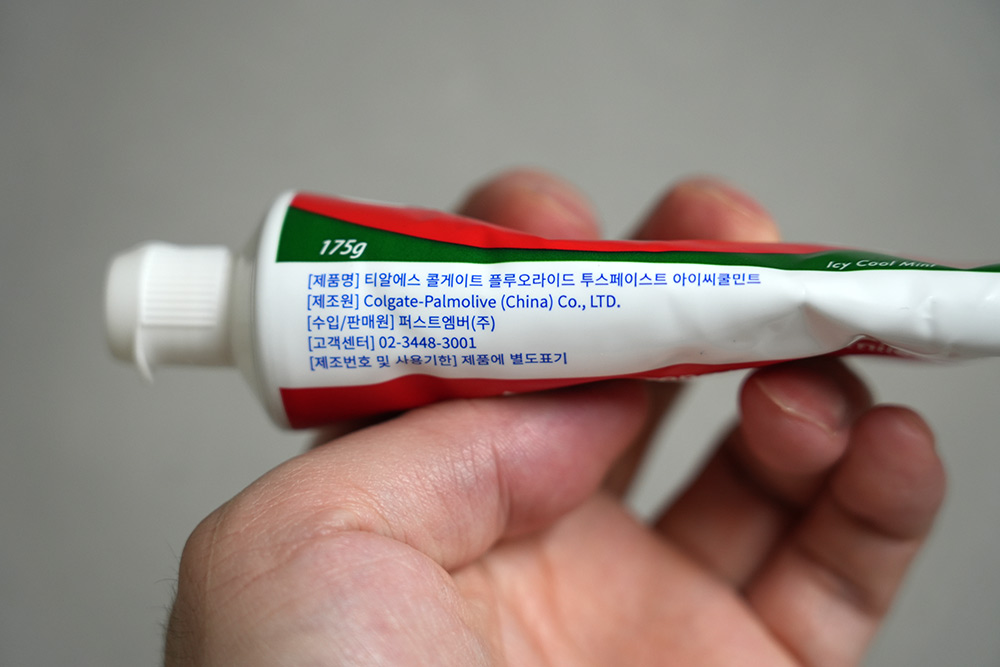 175g
Icy Cool Mint
[제품명] 티알에스 콜게이트 플루오라이드 투스페이스트 아이씨쿨민트
[제조원] Colgate-Palmolive (China) Co., LTD.
[수입/판매원] 퍼스트엠버(주)
[고객센터] 02-3448-3001
[제조번호 및 사용기한] 제품에 별도표기